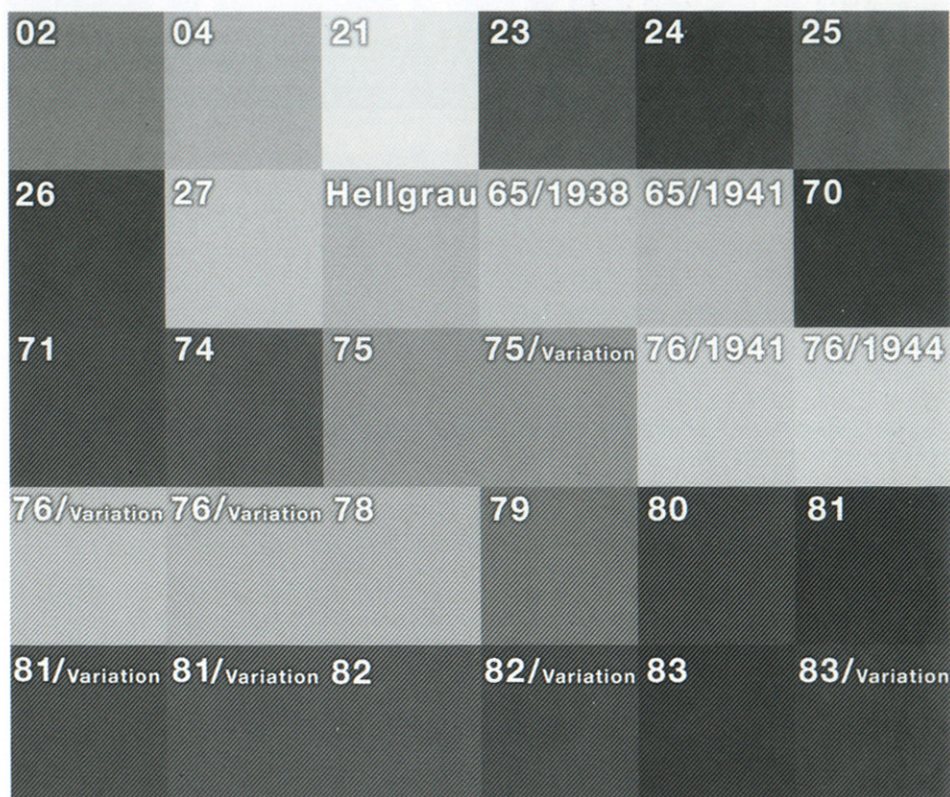 02 04 21 23 24 25
26 27 Hellgrau 65/1938 65/1941 70
71 74 75 75/Variation 76/1941 76/1944
76/Variation 76/Variation 78 79 80 81
81/Variation 81/Variation 82 82/Variation 83 83/Variation